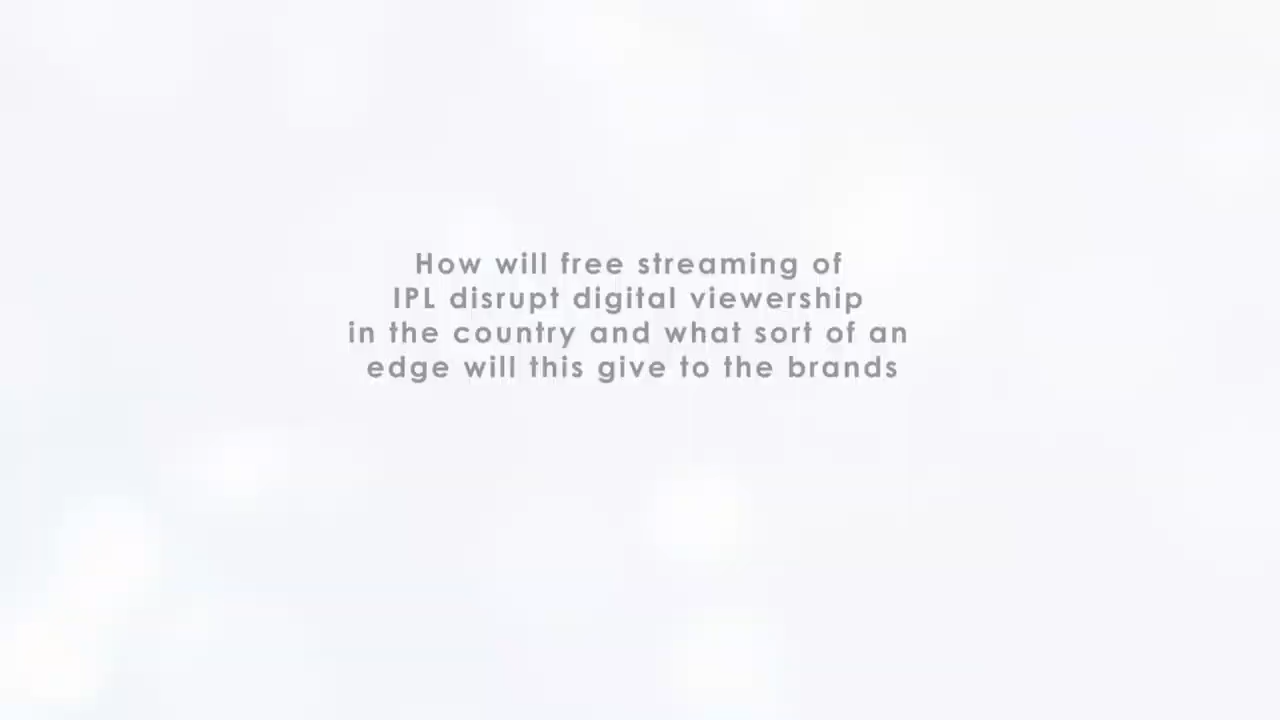 How will free streaming of
IPL disrupt digital viewership
in the country and what sort of an
edge will this give to the brands